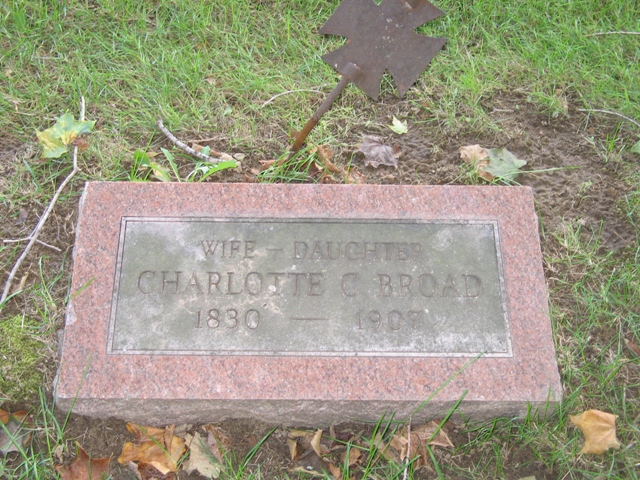 WIFE — DAUGHTER
CHARLOTTE C BROAD
1830 — 1907